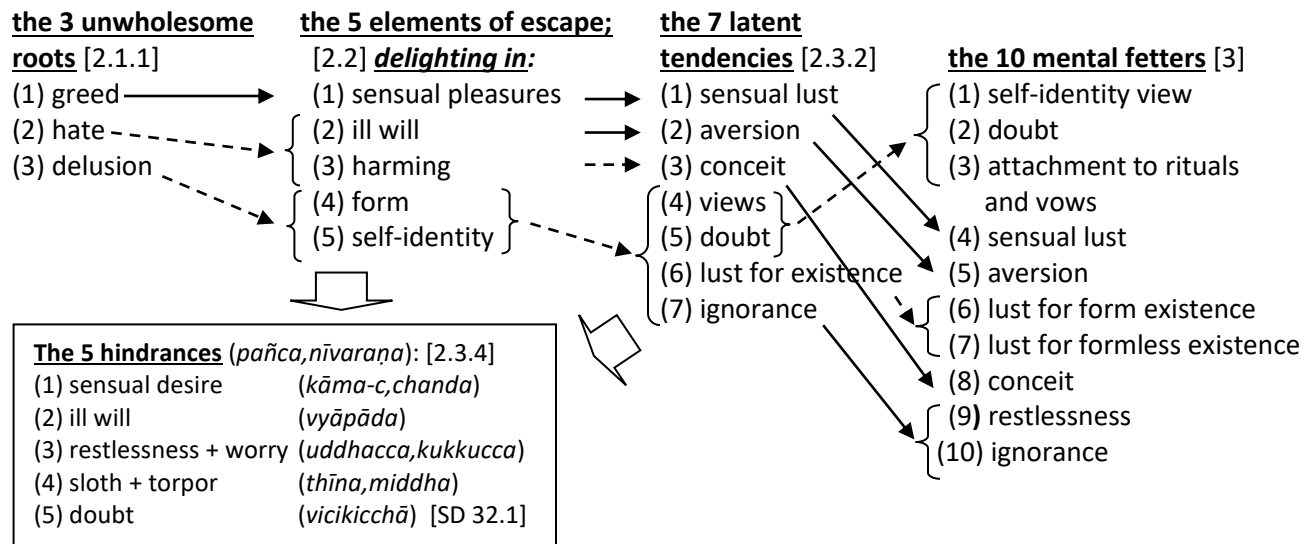 the 3 unwholesome
roots [2.1.1]
(1) greed
(2) hate
(3) delusion
the 5 elements of escape;
[2.2] delighting in:
(1) sensual pleasures
(2) ill will
(3) harming
(4) form
(5) self-identity
the 7 latent
tendencies [2.3.2]
(1) sensual lust
(2) aversion
(3) conceit
(4) views
(5) doubt
(6) lust for existence
(7) ignorance
the 10 mental fetters [3]
(1) self-identity view
(2) doubt
(3) attachment to rituals
and vows
(4) sensual lust
(5) aversion
(6) lust for form existence
(7) lust for formless existence
(8) conceit
(9) restlessness
(10) ignorance
The 5 hindrances (pañca,nīvaraṇa): [2.3.4]
(1) sensual desire (kāma-c,chanda)
(2) ill will (vyāpāda)
(3) restlessness + worry (uddhacca,kukkucca)
(4) sloth + torpor (thīna,middha)
(5) doubt (vicikicchā) [SD 32.1]